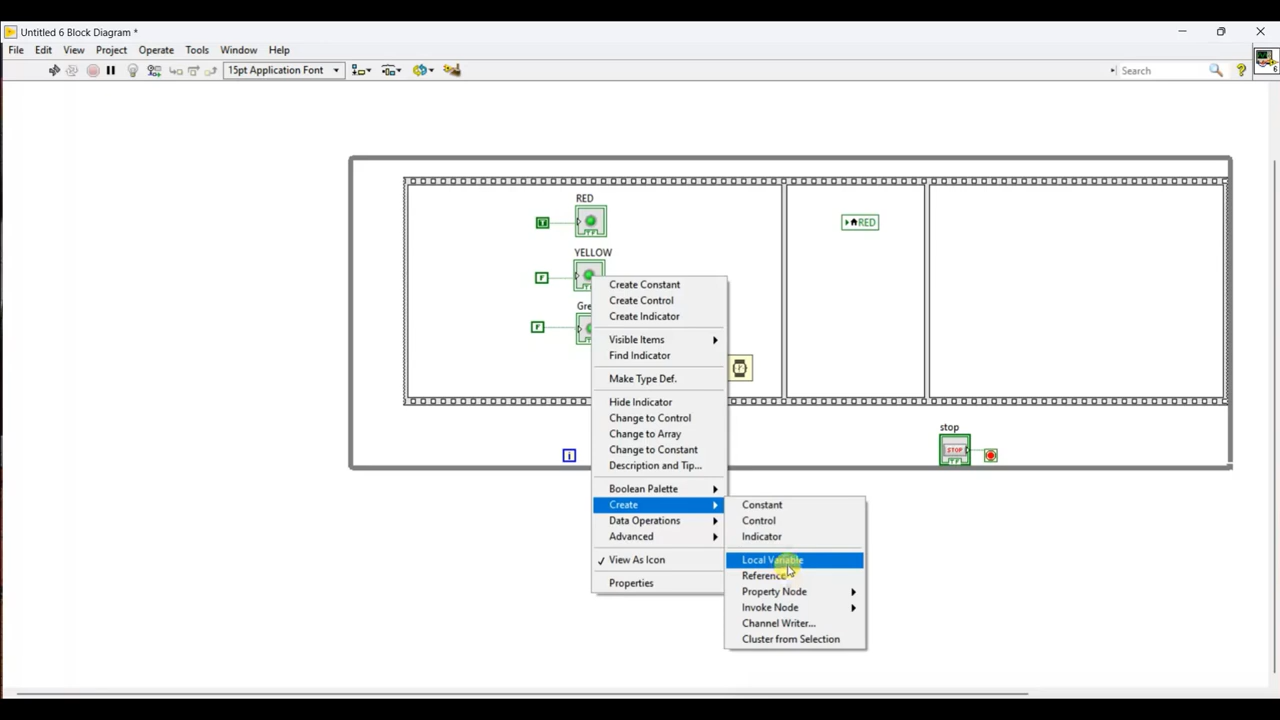 Untitled 6 Block Diagram *
File Edit View Project Operate Tools Window Help
15pt Application Font
Search
?
6
RED
T
YELLOW
F
Gre
F
RED
i
stop
STOP
Create Constant
Create Control
Create Indicator
Visible Items
Find Indicator
Make Type Def.
Hide Indicator
Change to Control
Change to Array
Change to Constant
Description and Tip...
Boolean Palette
Create
Data Operations
Advanced
View As Icon
Properties
Constant
Control
Indicator
Local Variable
Reference
Property Node
Invoke Node
Channel Writer...
Cluster from Selection